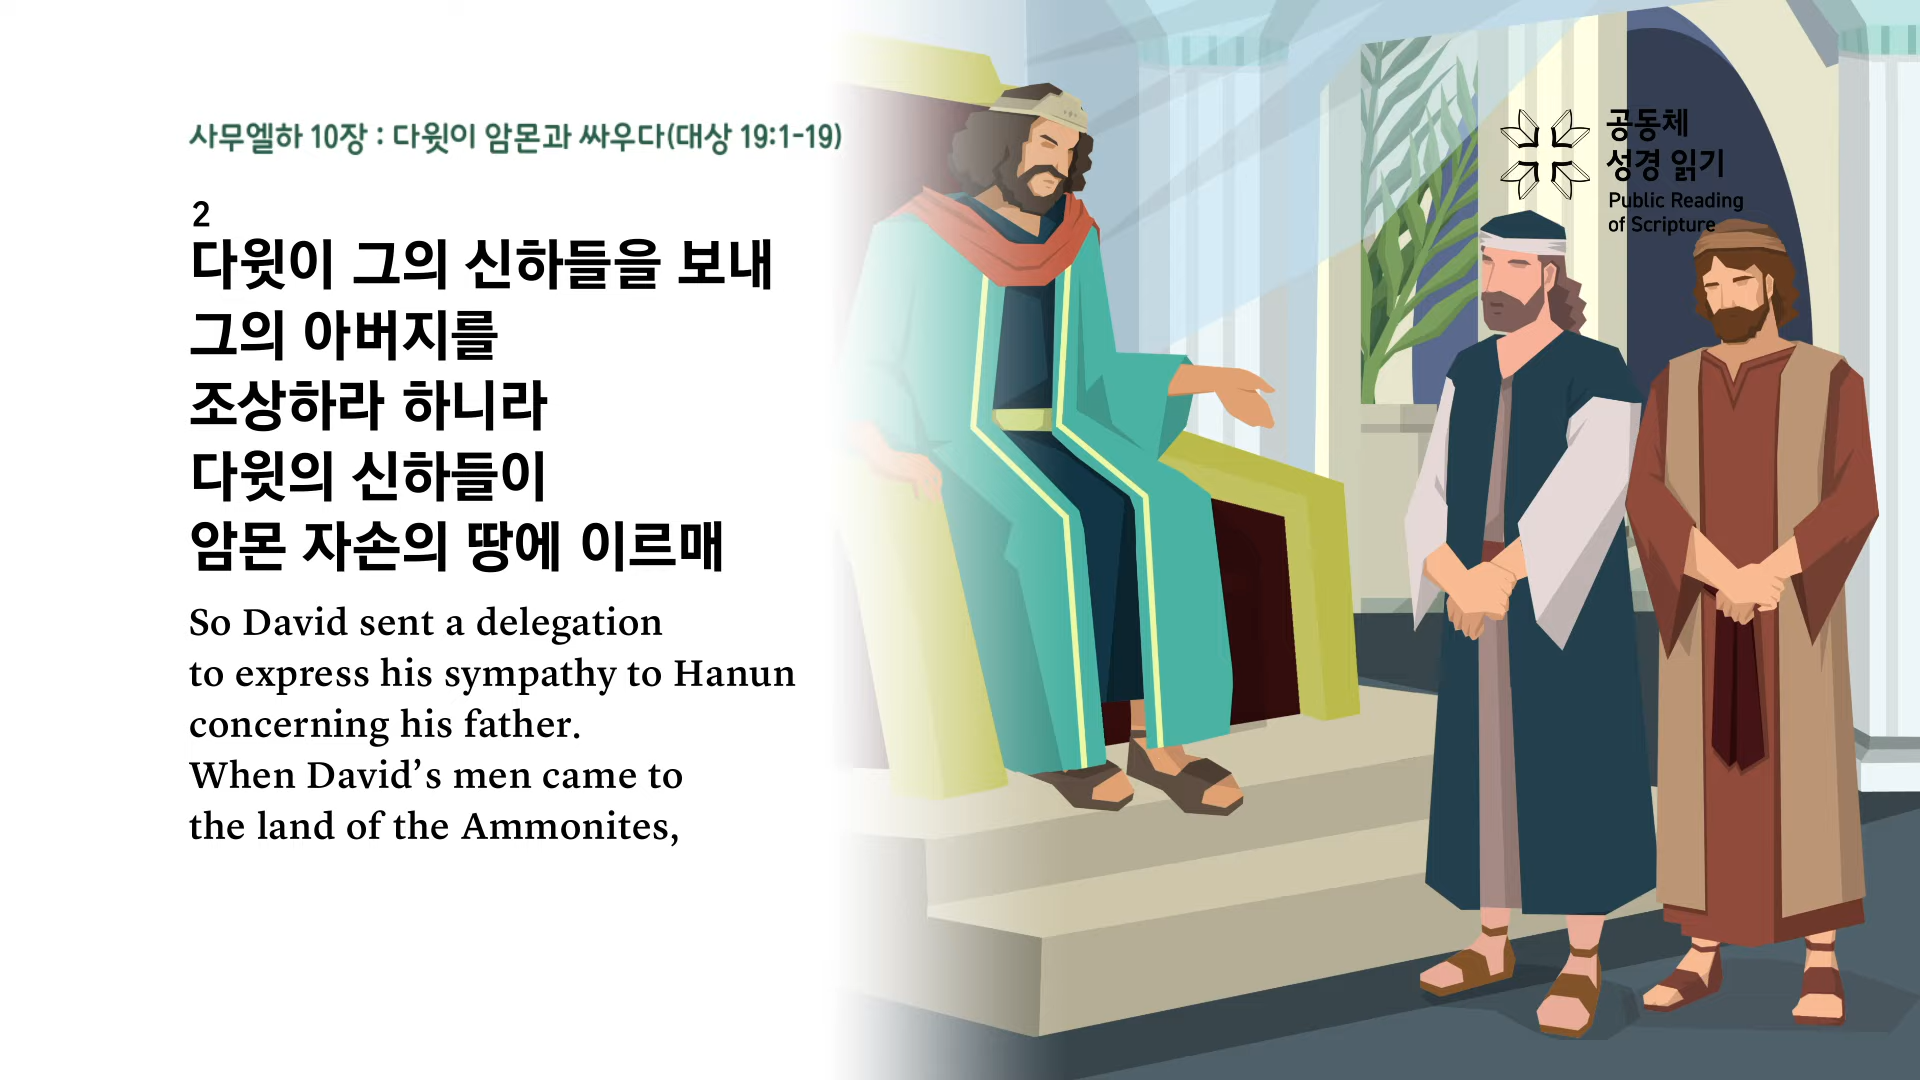 사무엘하 10장 : 다윗이 암몬과 싸우다(대상 19:1-19)
2
다윗이 그의 신하들을 보내
그의 아버지를
조상하라 하니라
다윗의 신하들이
암몬 자손의 땅에 이르매
So David sent a delegation
to express his sympathy to Hanun
concerning his father.
When David’s men came to
the land of the Ammonites,
공동체
성경 읽기
Public Reading
of Scripture